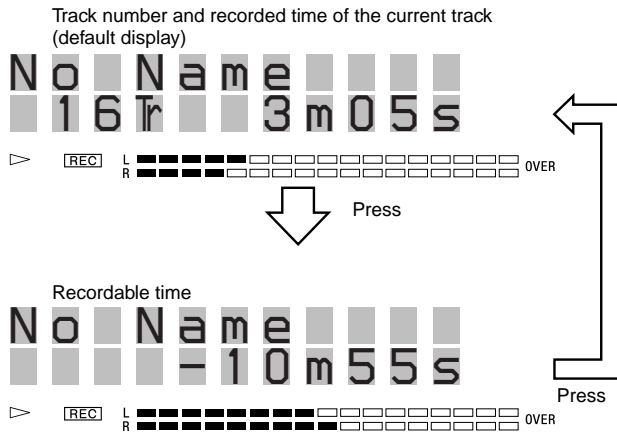 Track number and recorded time of the current track
(default display)
No Name
16Tr 3m05s
REC L R OVER
Press
Recordable time
No Name
-10m55s
Press
REC L R OVER